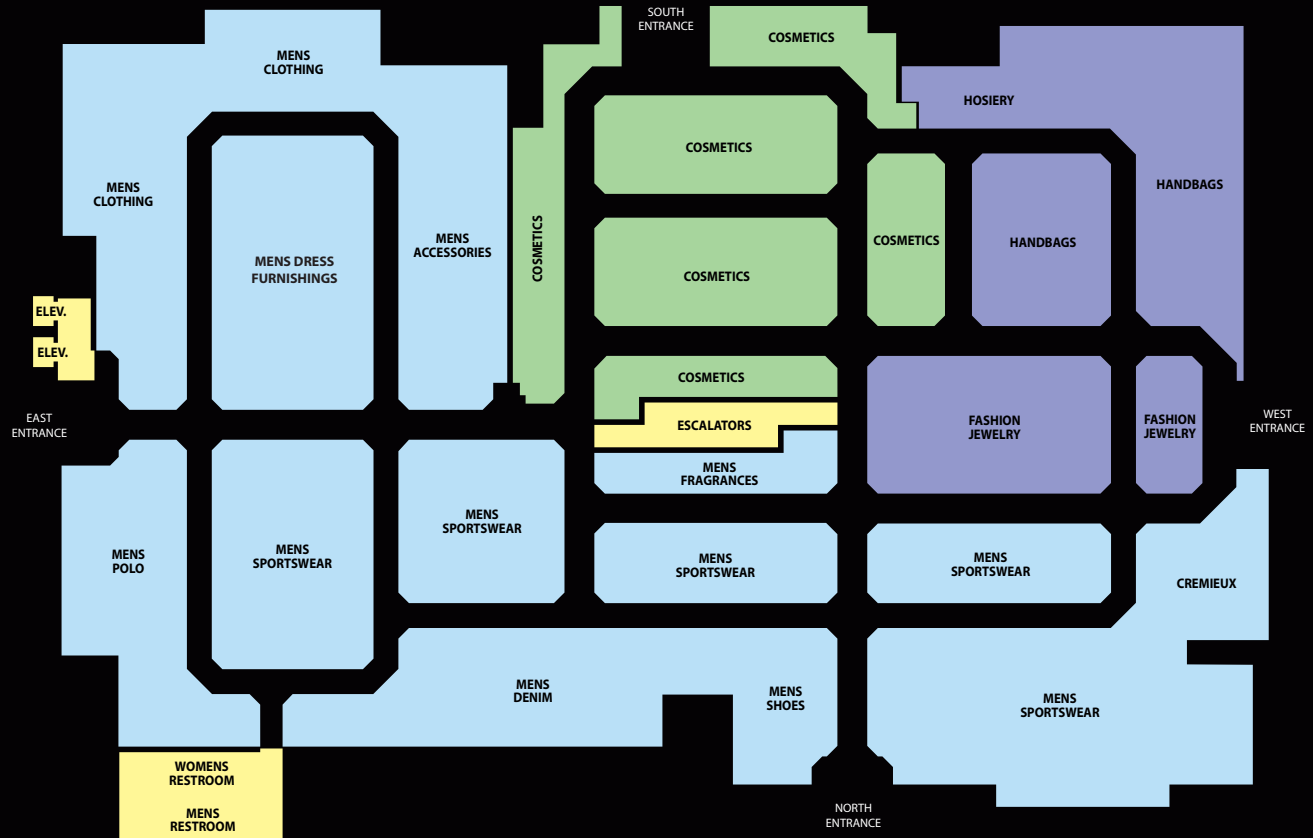 SOUTH
ENTRANCE
COSMETICS
MENS
CLOTHING
HOSIERY
COSMETICS
MENS
CLOTHING
HANDBAGS
MENS
ACCESSORIES
COSMETICS
COSMETICS
HANDBAGS
MENS DRESS
FURNISHINGS
COSMETICS
ELEV.
ELEV.
COSMETICS
EAST
ENTRANCE
ESCALATORS
FASHION
JEWELRY
FASHION
JEWELRY
WEST
ENTRANCE
MENS
FRAGRANCES
MENS
SPORTSWEAR
MENS
POLO
MENS
SPORTSWEAR
MENS
SPORTSWEAR
MENS
SPORTSWEAR
CREMIEUX
MENS
DENIM
MENS
SHOES
MENS
SPORTSWEAR
WOMENS
RESTROOM
MENS
RESTROOM
NORTH
ENTRANCE